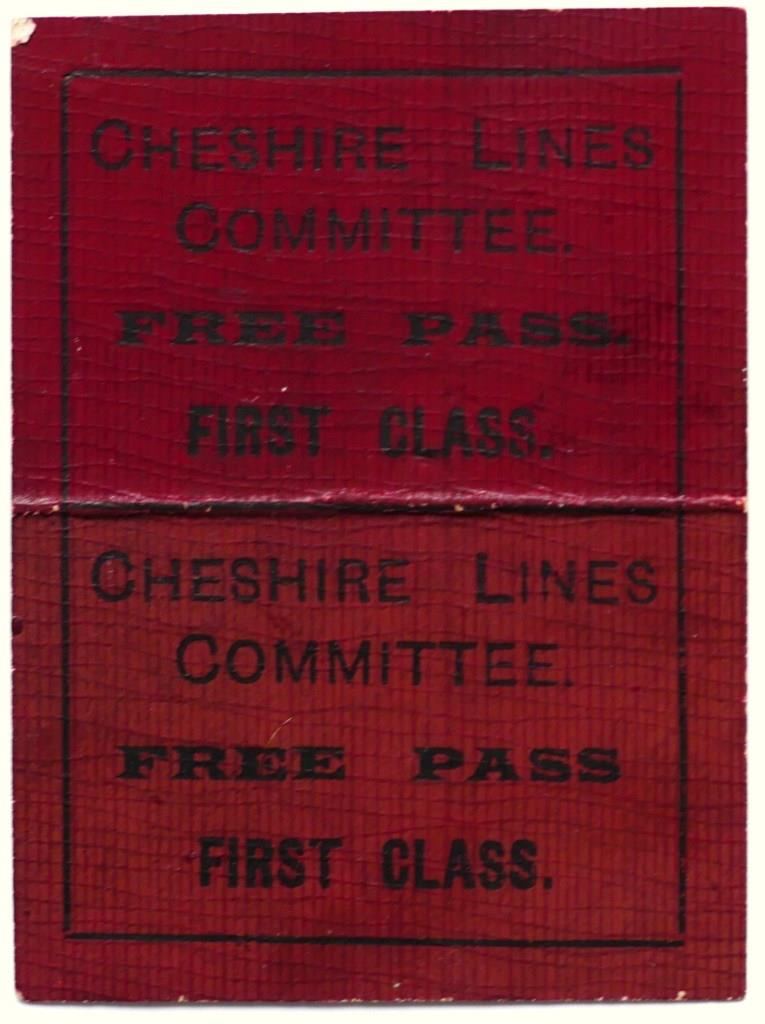 CHESHIRE LINES
COMMITTEE.
FREE PASS.
FIRST CLASS.
CHESHIRE LINES
COMMITTEE.
FREE PASS
FIRST CLASS.